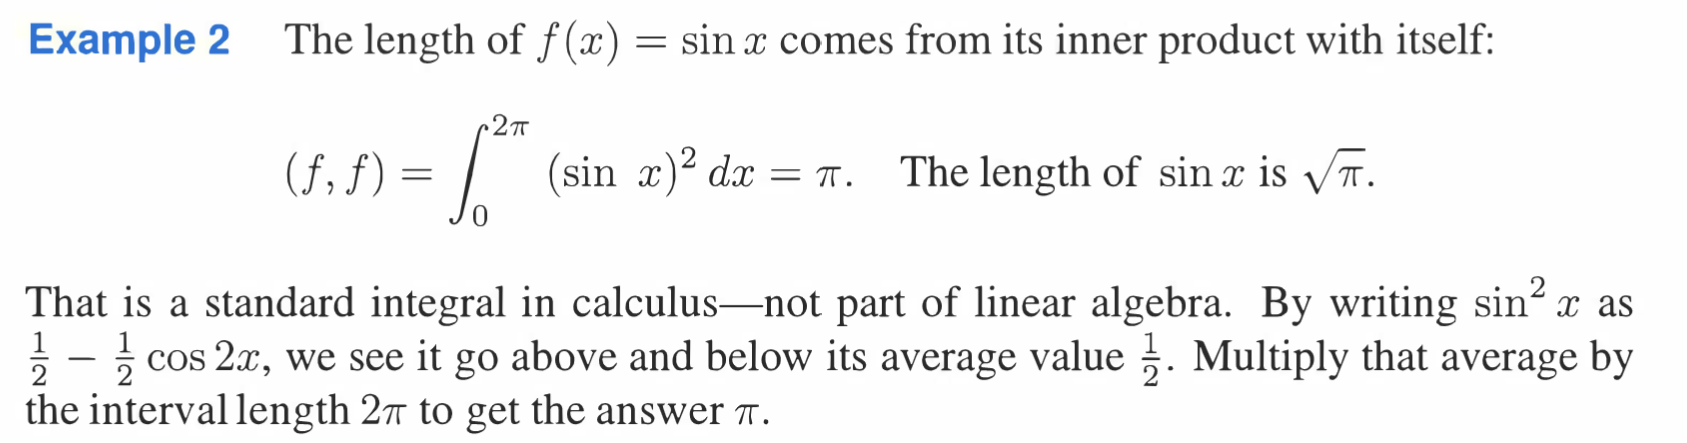 Example 2 The length of f(x) = sin x comes from its inner product with itself:
(f, f) = ∫₀^{2π} (sin x)² dx = π. The length of sin x is √π.
That is a standard integral in calculus—not part of linear algebra. By writing sin² x as
½ − ½ cos 2x, we see it go above and below its average value ½. Multiply that average by
the interval length 2π to get the answer π.